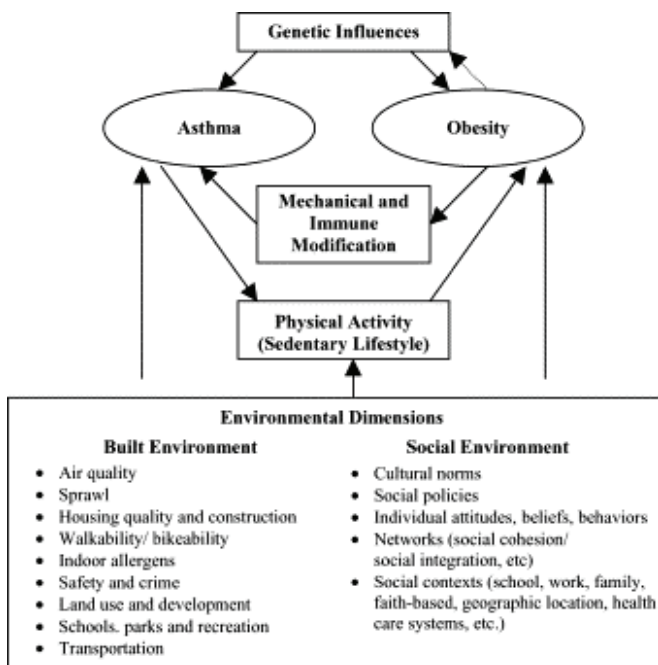 Genetic Influences
Asthma
Obesity
Mechanical and
Immune
Modification
Physical Activity
(Sedentary Lifestyle)
Environmental Dimensions
Built Environment
• Air quality
• Sprawl
• Housing quality and construction
• Walkability/ bikeability
• Indoor allergens
• Safety and crime
• Land use and development
• Schools. parks and recreation
• Transportation
Social Environment
• Cultural norms
• Social policies
• Individual attitudes, beliefs, behaviors
• Networks (social cohesion/
social integration, etc)
• Social contexts (school, work, family,
faith-based, geographic location, health
care systems, etc.)